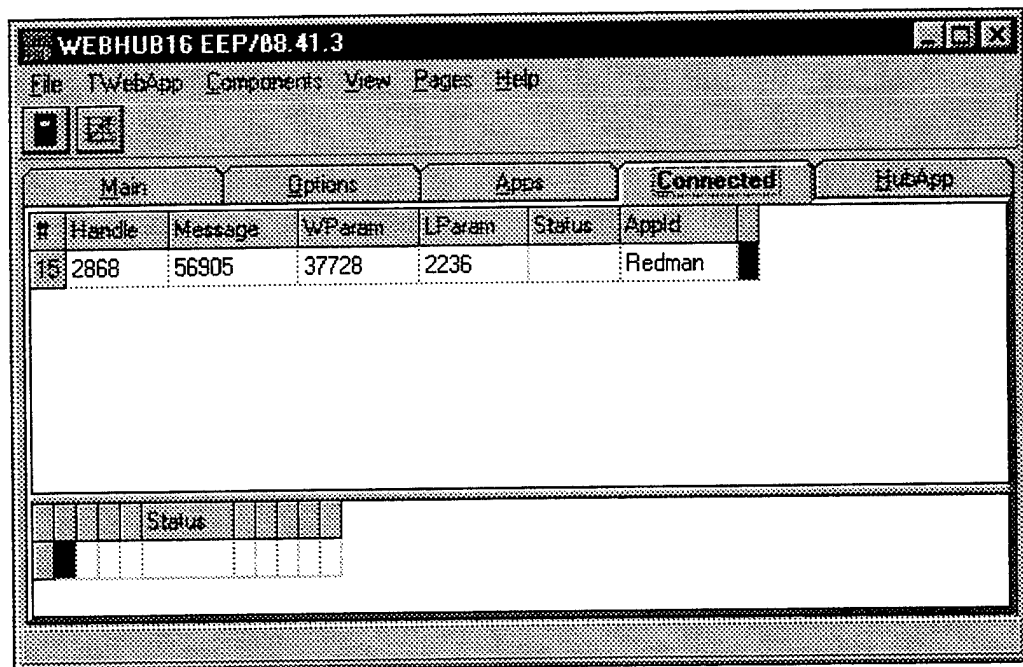 WEBHUB16 EEP/88.41.3
File TWebApp Components View Pages Help
Main Options Apps Connected HubApp
# Handle Message WParam LParam Status AppId
15 2868 56905 37728 2236 Redman
Status